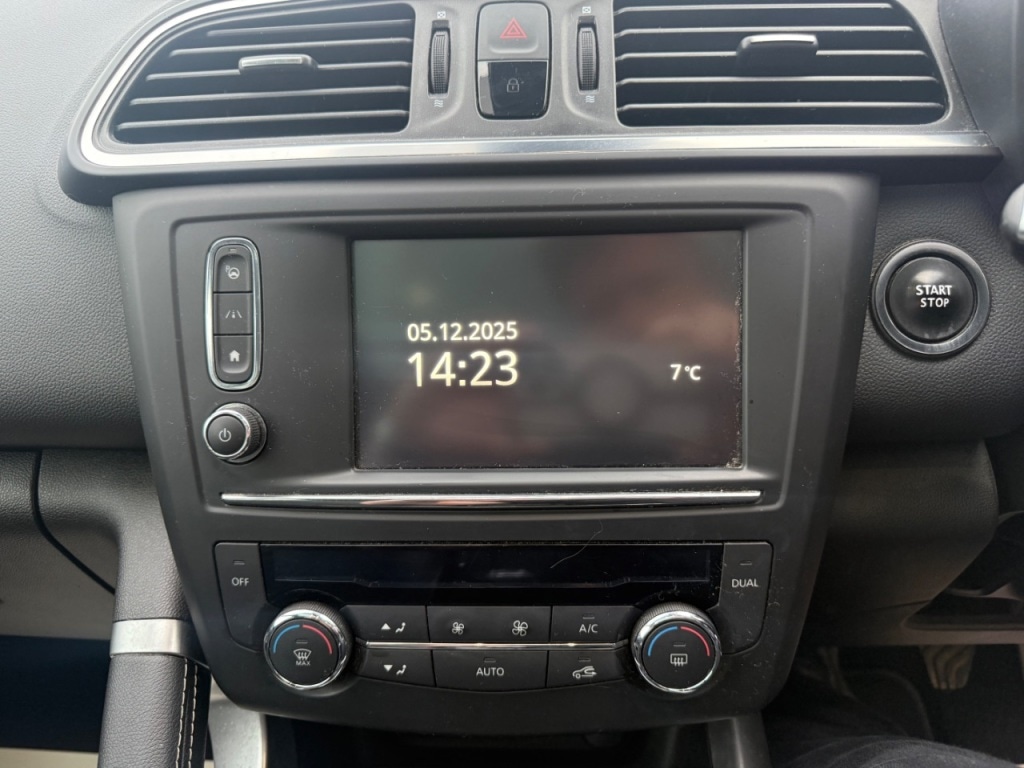 START
STOP
05.12.2025
14:23
7°C
OFF
DUAL
A/C
MAX
AUTO